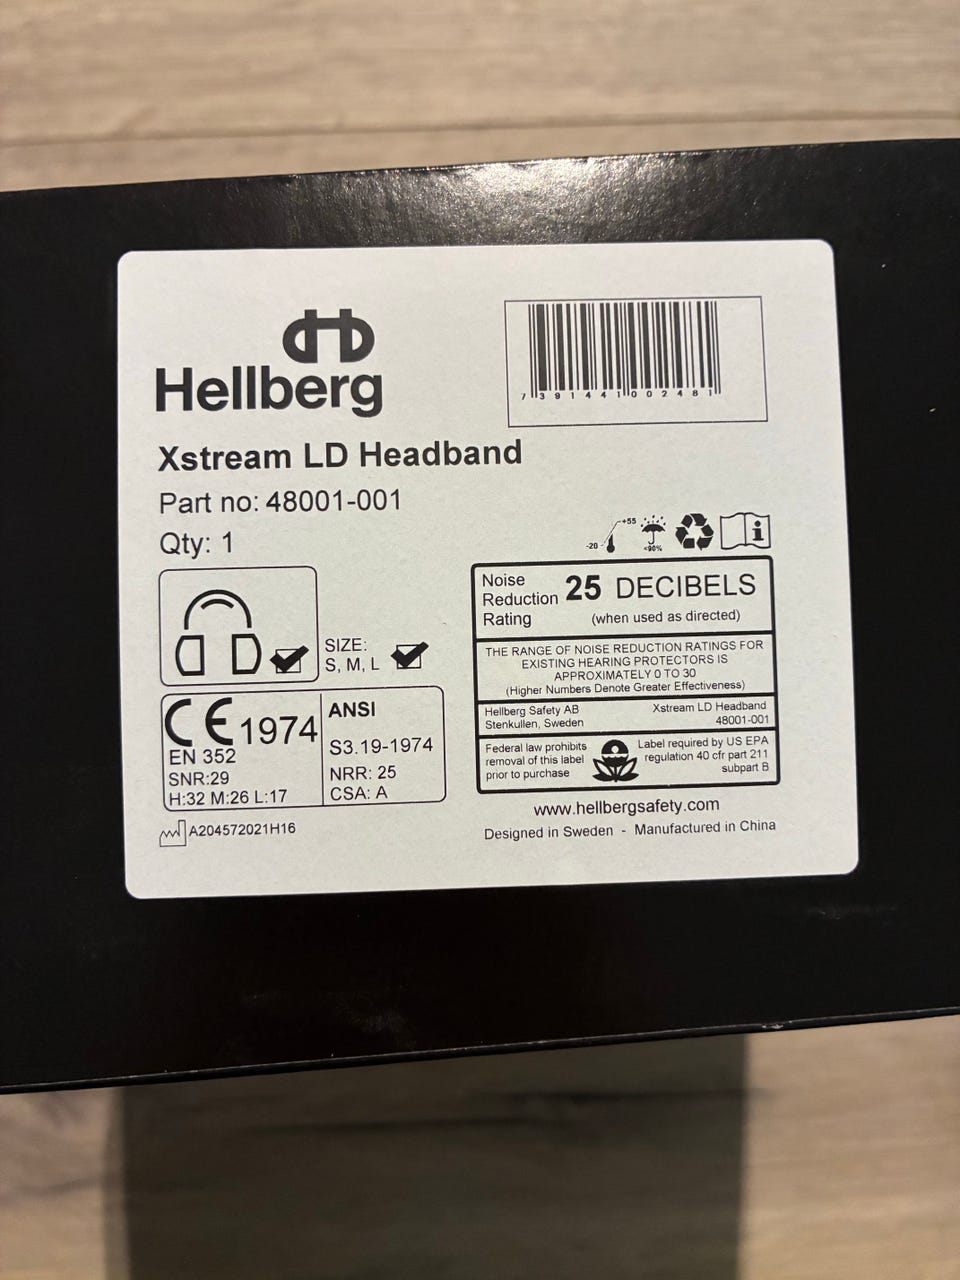 Hellberg
7391441002481
Xstream LD Headband
Part no: 48001-001
Qty: 1
-20 +55
<90%
SIZE:
S, M, L
Noise
Reduction
Rating
25 DECIBELS
(when used as directed)
THE RANGE OF NOISE REDUCTION RATINGS FOR
EXISTING HEARING PROTECTORS IS
APPROXIMATELY 0 TO 30
(Higher Numbers Denote Greater Effectiveness)
Hellberg Safety AB
Stenkullen, Sweden
Xstream LD Headband
48001-001
Federal law prohibits
removal of this label
prior to purchase
Label required by US EPA
regulation 40 cfr part 211
subpart B
CE 1974
EN 352
SNR:29
H:32 M:26 L:17
ANSI
S3.19-1974
NRR: 25
CSA: A
A204572021H16
www.hellbergsafety.com
Designed in Sweden - Manufactured in China